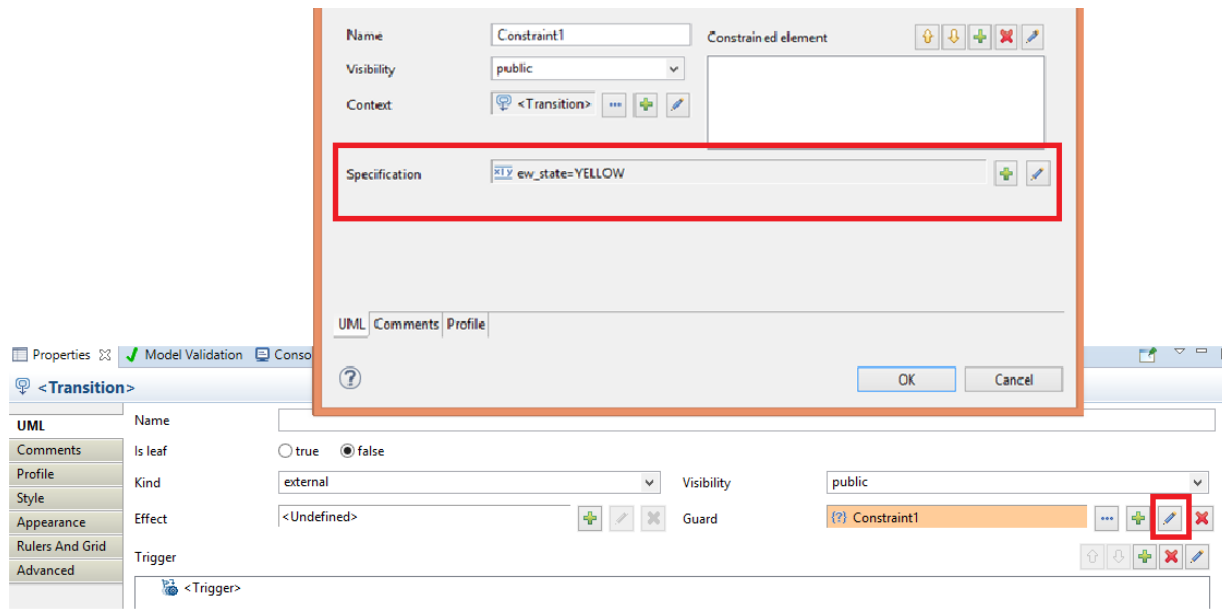 Name Constraint1 Constrained element
Visibility public
Context <Transition> ...
Specification x|y ew_state=YELLOW
UML Comments Profile
? OK Cancel
Properties Model Validation Conso
<Transition>
UML Name
Comments Is leaf true false
Profile Kind external Visibility public
Style
Appearance Effect <Undefined> Guard {?} Constraint1 ...
Rulers And Grid Trigger
Advanced
<Trigger>